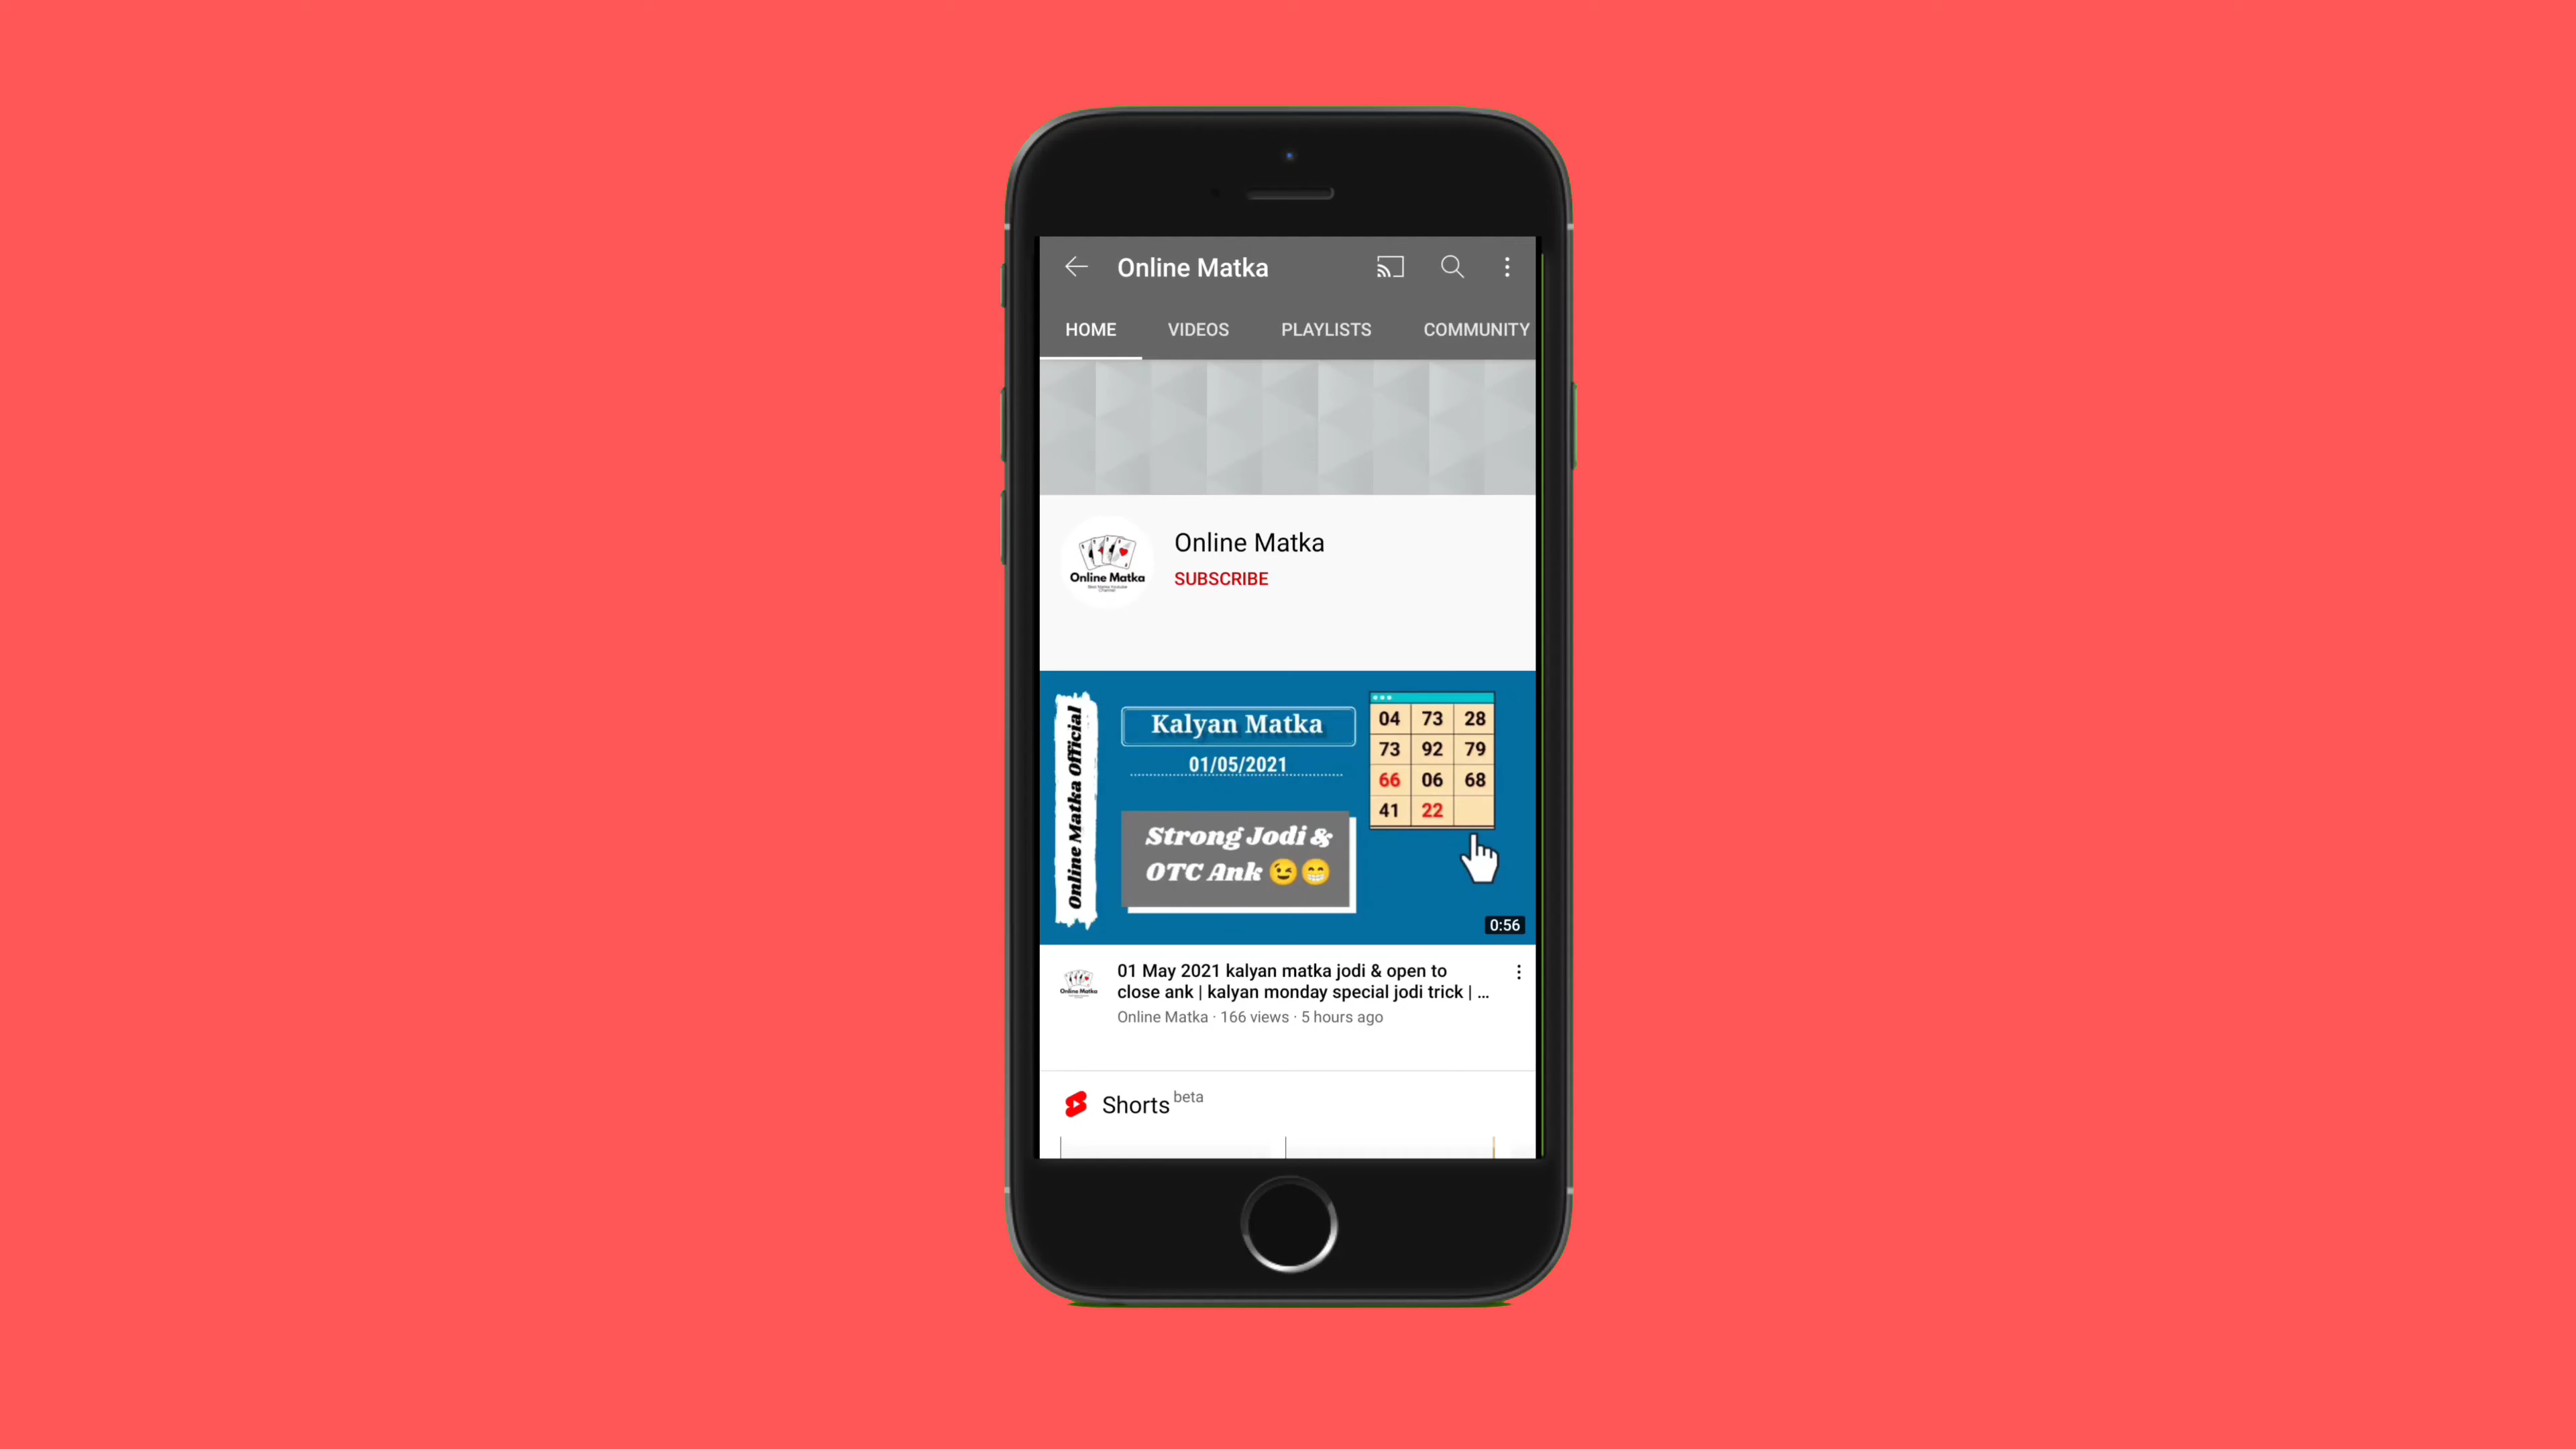 Online Matka
HOME VIDEOS PLAYLISTS COMMUNITY
Online Matka
Online Matka
SUBSCRIBE
Online Matka Official
Kalyan Matka
01/05/2021
Strong Jodi &
OTC Ank 😉😁
04 73 28
73 92 79
66 06 68
41 22
0:56
Online Matka
01 May 2021 kalyan matka jodi & open to
close ank | kalyan monday special jodi trick | ...
Online Matka · 166 views · 5 hours ago
Shorts beta